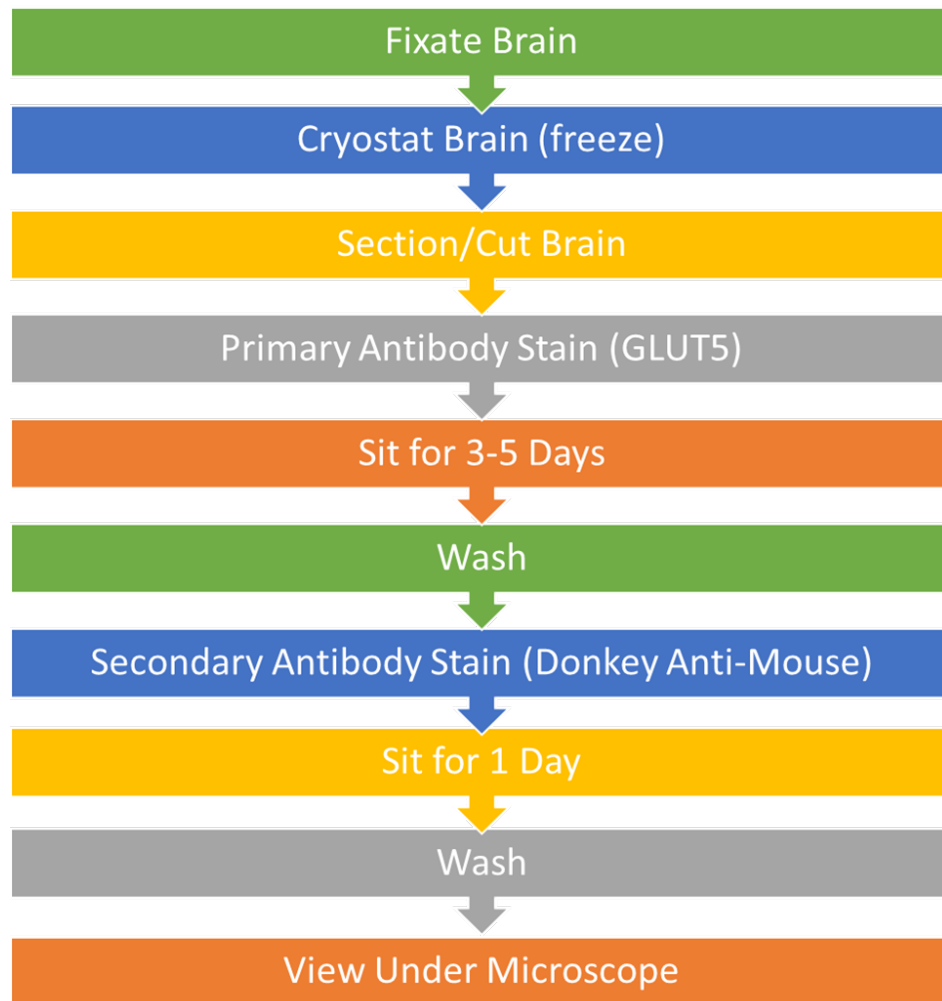 Fixate Brain
Cryostat Brain (freeze)
Section/Cut Brain
Primary Antibody Stain (GLUT5)
Sit for 3-5 Days
Wash
Secondary Antibody Stain (Donkey Anti-Mouse)
Sit for 1 Day
Wash
View Under Microscope